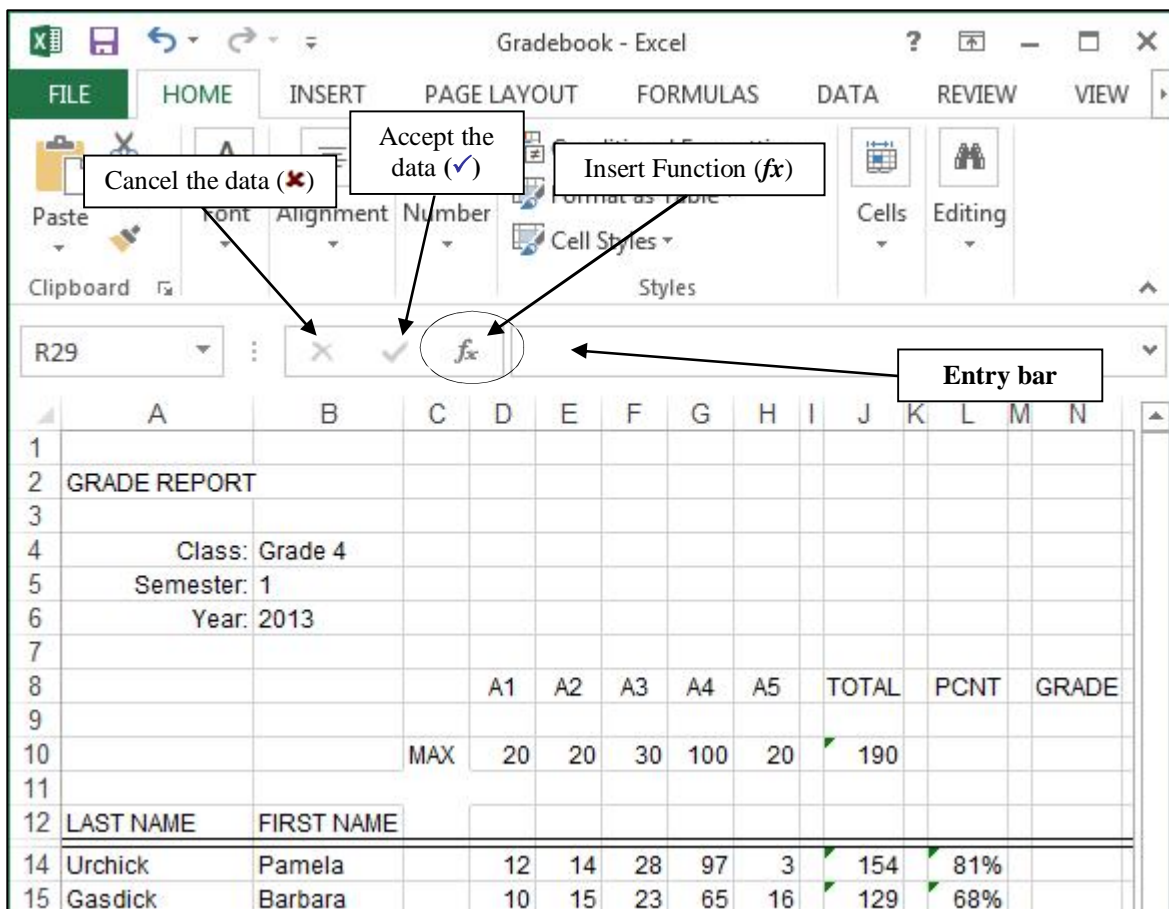 Gradebook - Excel ?
FILE HOME INSERT PAGE LAYOUT FORMULAS DATA REVIEW VIEW
Accept the
data (✓)
Cancel the data (✖)
Insert Function (fx)
Paste Font Alignment Number Format as Table Cells Editing
Cell Styles
Clipboard Styles
R29 fx
Entry bar
A B C D E F G H I J K L M N
1
2 GRADE REPORT
3
4 Class: Grade 4
5 Semester: 1
6 Year: 2013
7
8 A1 A2 A3 A4 A5 TOTAL PCNT GRADE
9
10 MAX 20 20 30 100 20 190
11
12 LAST NAME FIRST NAME
14 Urchick Pamela 12 14 28 97 3 154 81%
15 Gasdick Barbara 10 15 23 65 16 129 68%